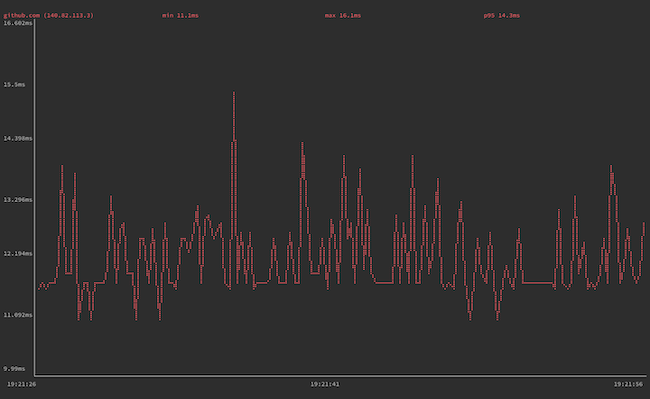 github.com (140.82.113.3) min 11.1ms max 16.1ms p95 14.3ms
16.602ms
15.5ms
14.398ms
13.296ms
12.194ms
11.092ms
9.99ms
19:21:26 19:21:41 19:21:56